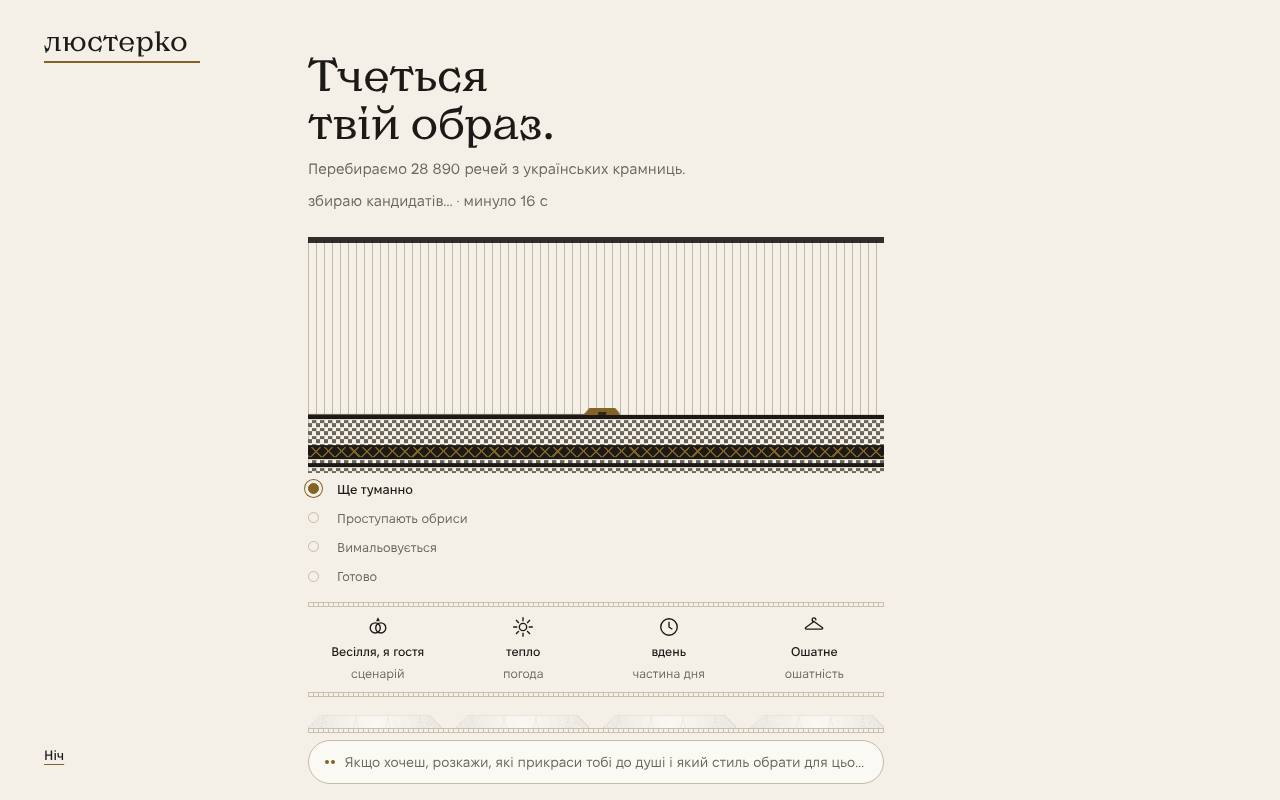 люстерко
Тчеться
твій образ.
Перебираємо 28 890 речей з українських крамниць.
збираю кандидатів... · минуло 16 с
Ще туманно
Проступають обриси
Вимальовується
Готово
Весілля, я гостя
сценарій
тепло
погода
вдень
частина дня
Ошатне
ошатність
Якщо хочеш, розкажи, які прикраси тобі до душі і який стиль обрати для цьо...
Ніч